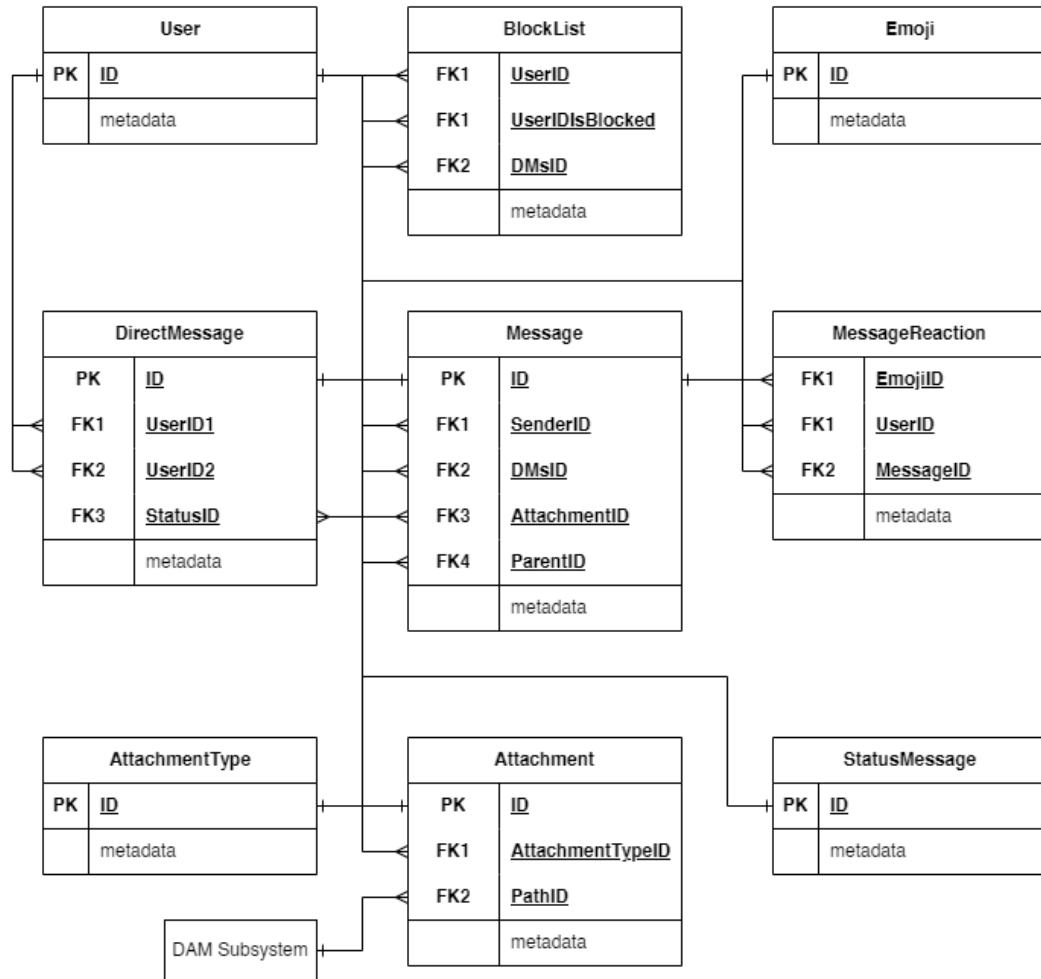 User
PK ID
metadata
BlockList
FK1 UserID
FK1 UserIDIsBlocked
FK2 DMsID
metadata
Emoji
PK ID
metadata
DirectMessage
PK ID
FK1 UserID1
FK2 UserID2
FK3 StatusID
metadata
Message
PK ID
FK1 SenderID
FK2 DMsID
FK3 AttachmentID
FK4 ParentID
metadata
MessageReaction
FK1 EmojiID
FK1 UserID
FK2 MessageID
metadata
AttachmentType
PK ID
metadata
Attachment
PK ID
FK1 AttachmentTypeID
FK2 PathID
metadata
StatusMessage
PK ID
metadata
DAM Subsystem